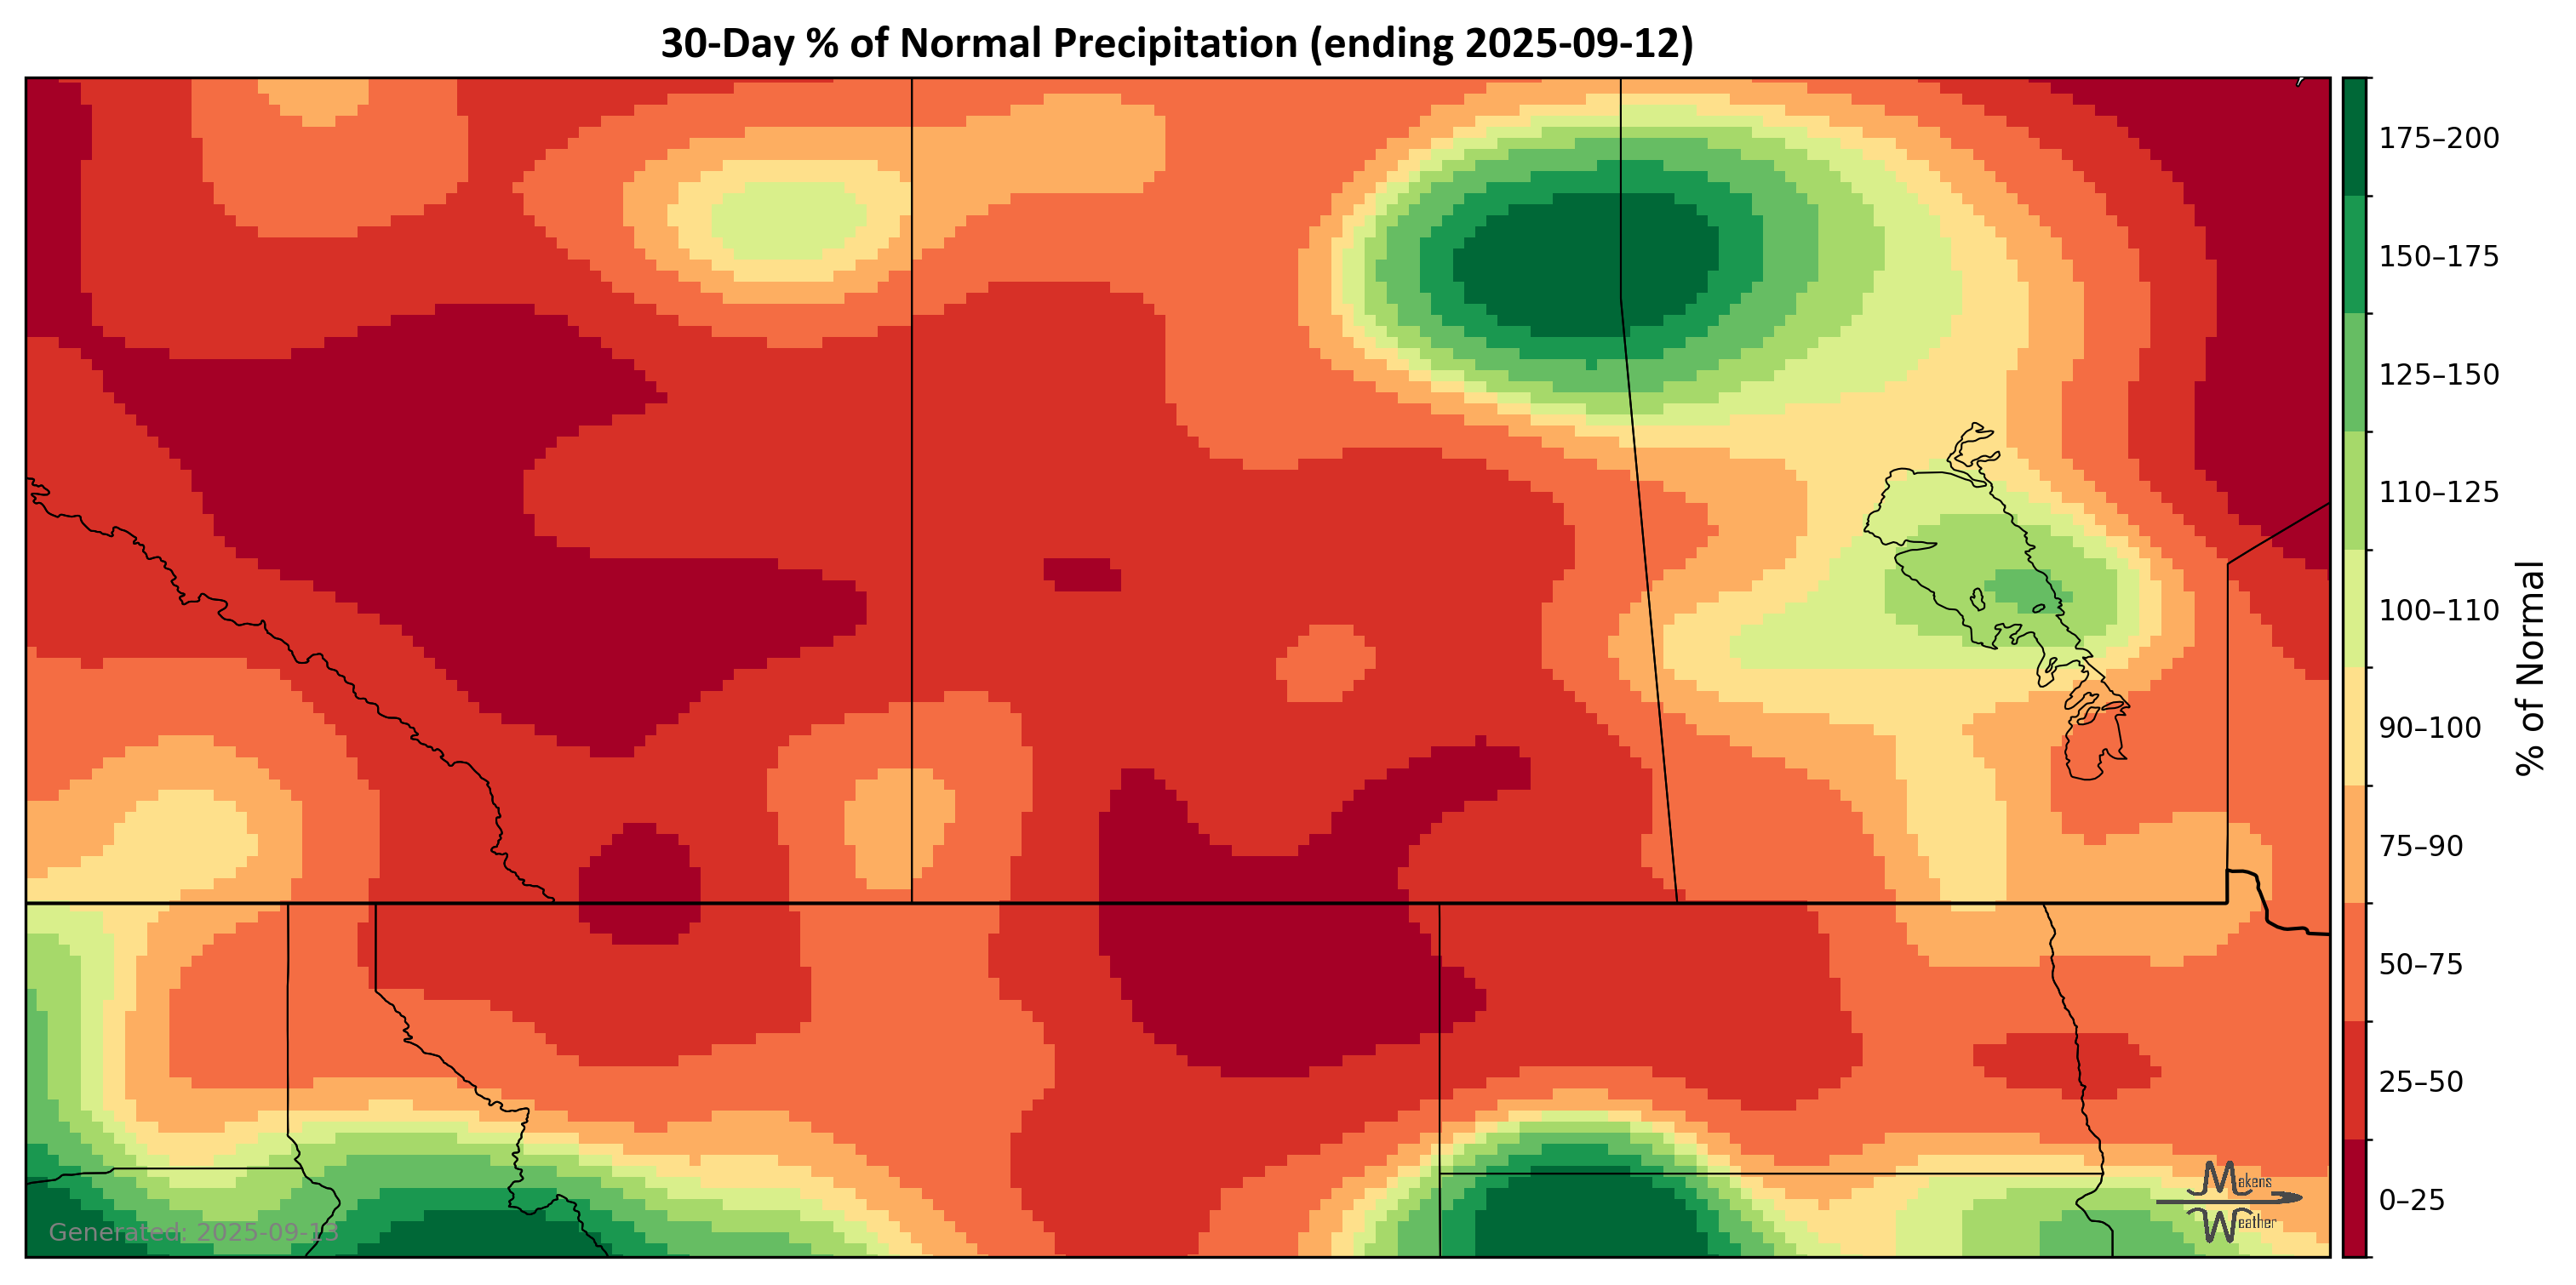 30-Day % of Normal Precipitation (ending 2025-09-12)
175–200
150–175
125–150
110–125
100–110
90–100
75–90
50–75
25–50
0–25
% of Normal
Makens
Weather
Generated: 2025-09-13